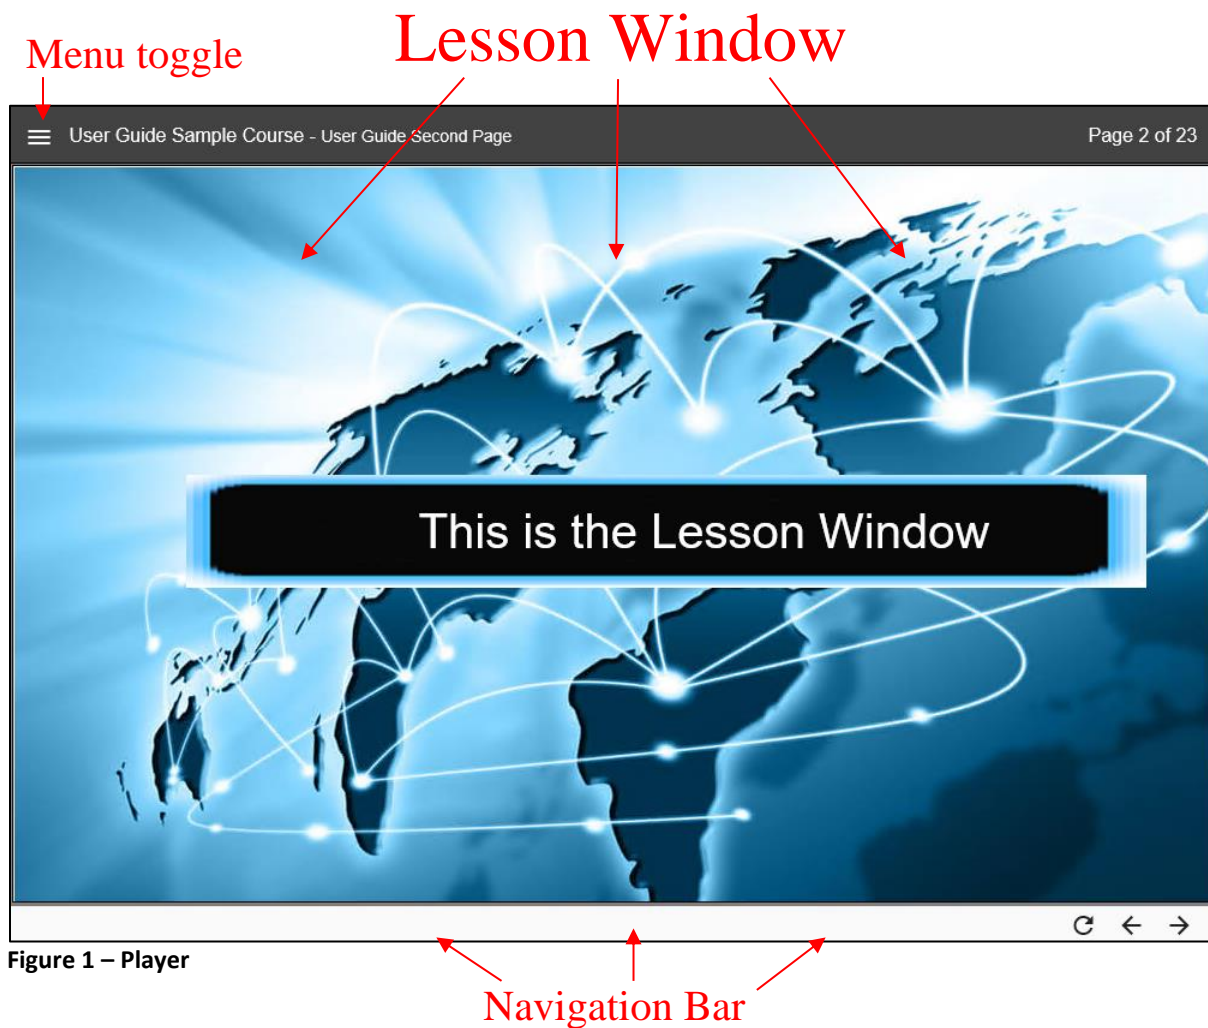 Lesson Window
Menu toggle
User Guide Sample Course - User Guide Second Page
Page 2 of 23
This is the Lesson Window
Figure 1 – Player
Navigation Bar